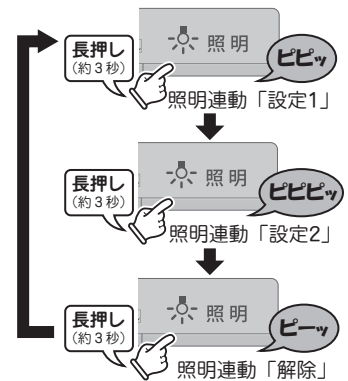 長押し
(約3秒)
照明
ピピッ
照明連動「設定1」
長押し
(約3秒)
照明
ピピピッ
照明連動「設定2」
長押し
(約3秒)
照明
ピーッ
照明連動「解除」